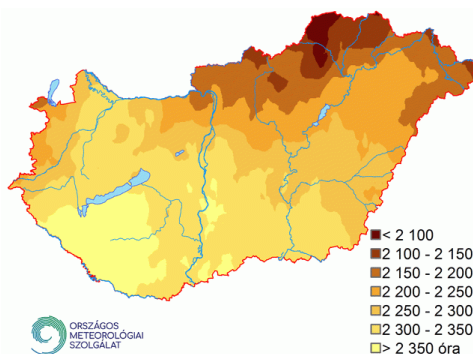 < 2 100
2 100 - 2 150
2 150 - 2 200
2 200 - 2 250
2 250 - 2 300
2 300 - 2 350
> 2 350 óra
ORSZÁGOS
METEOROLÓGIAI
SZOLGÁLAT